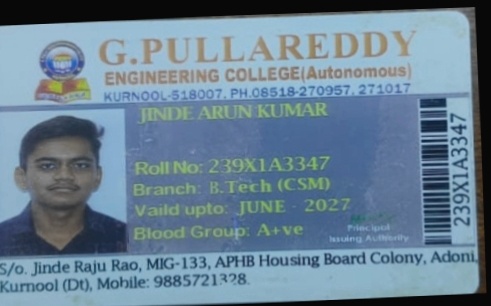 G.PULLAREDDY
ENGINEERING COLLEGE(Autonomous)
KURNOOL-518007, PH.08518-270957, 271017
JINDE ARUN KUMAR
Roll No: 239X1A3347
Branch: B.Tech (CSM)
Vaild upto: JUNE - 2027
Blood Group: A+ve
Principal
Issuing Authority
239X1A3347
S/o. Jinde Raju Rao, MIG-133, APHB Housing Board Colony, Adoni,
Kurnool (Dt), Mobile: 9885721328.